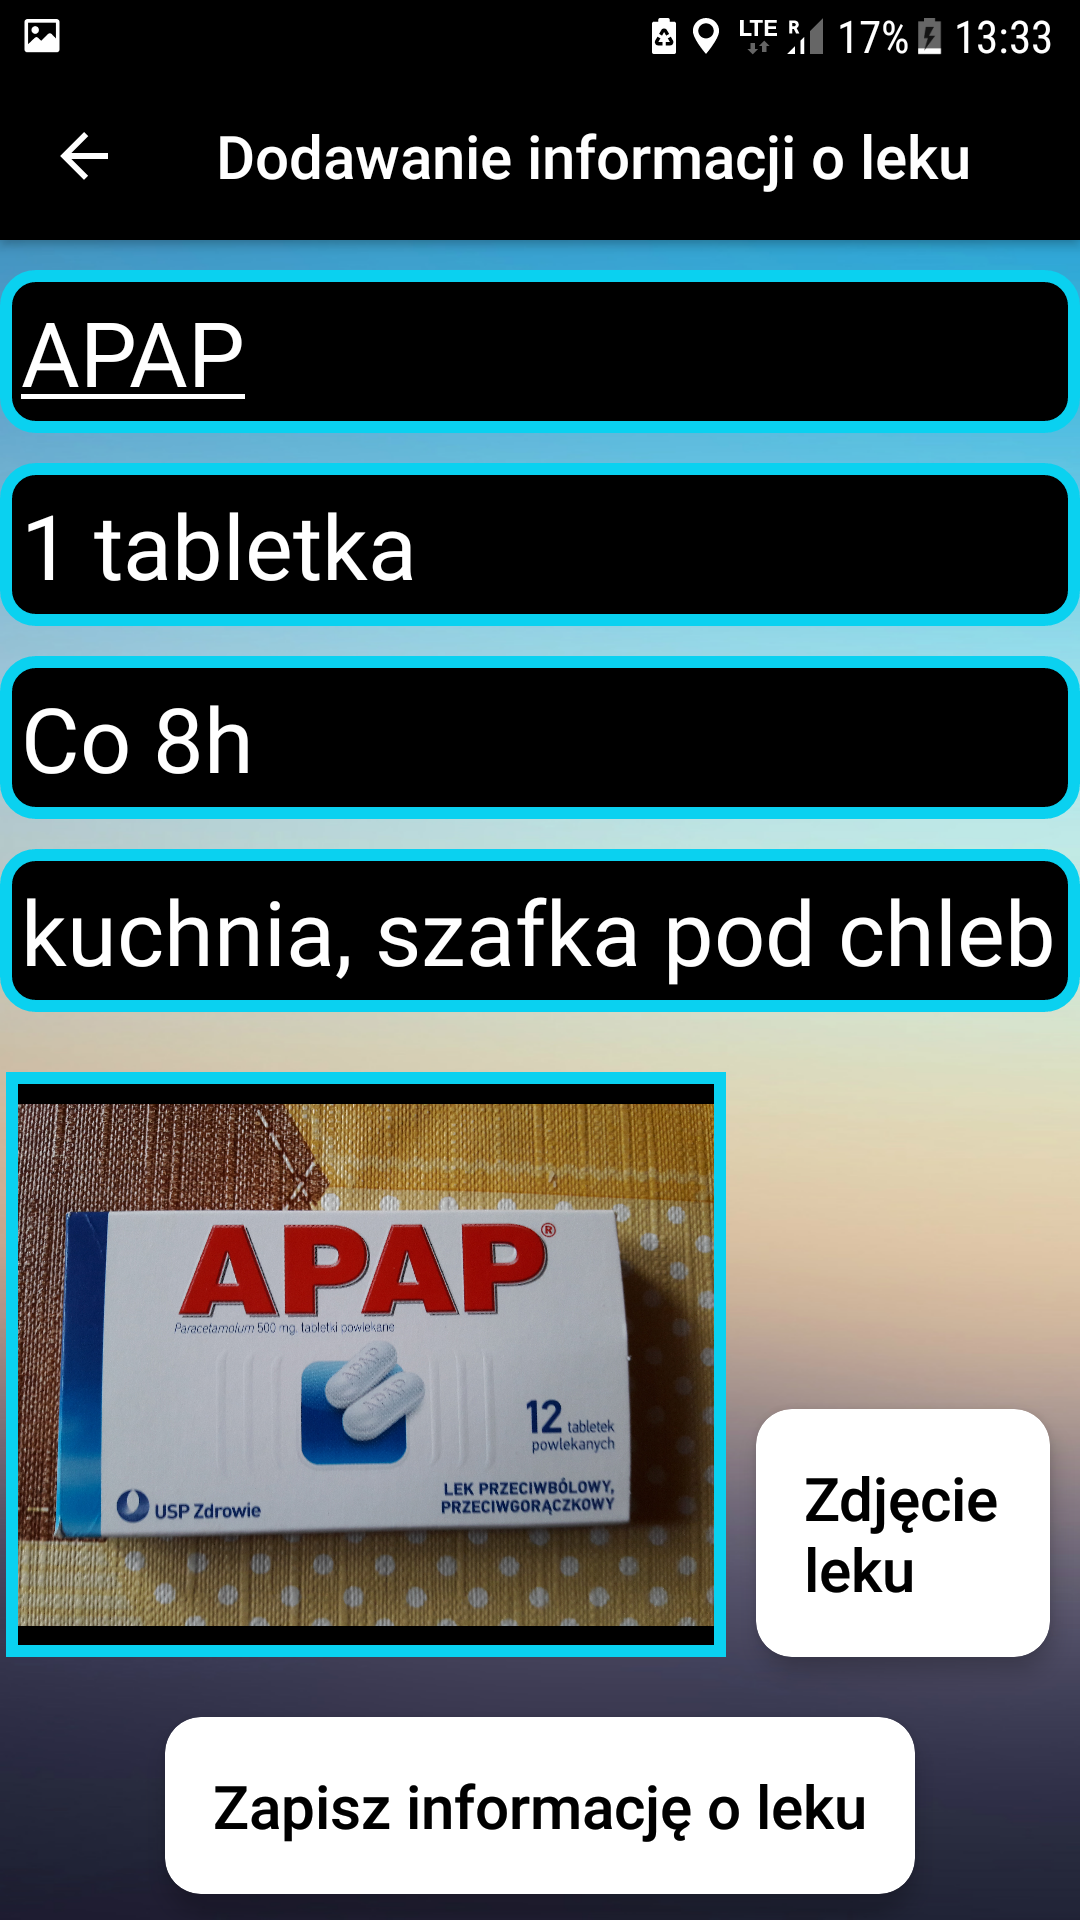 LTE R 17% 13:33
Dodawanie informacji o leku
APAP
1 tabletka
Co 8h
kuchnia, szafka pod chleb
APAP®
Paracetamolum 500 mg, tabletki powlekane
APAP
APAP
12 tabletek
powlekanych
LEK PRZECIWBÓLOWY,
PRZECIWGORĄCZKOWY
USP Zdrowie
Zdjęcie
leku
Zapisz informację o leku